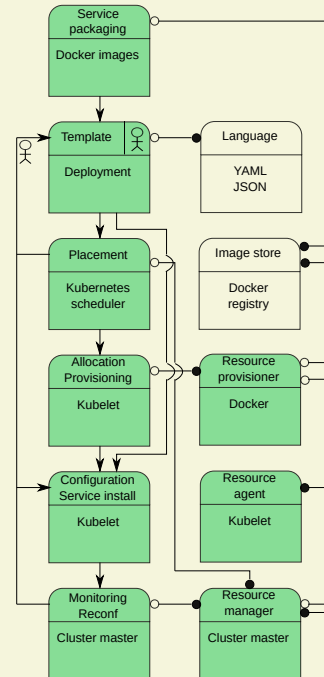 Service
packaging
Docker images
Template
Deployment
Language
YAML
JSON
Placement
Kubernetes
scheduler
Image store
Docker
registry
Allocation
Provisioning
Kubelet
Resource
provisioner
Docker
Configuration
Service install
Kubelet
Resource
agent
Kubelet
Monitoring
Reconf
Cluster master
Resource
manager
Cluster master